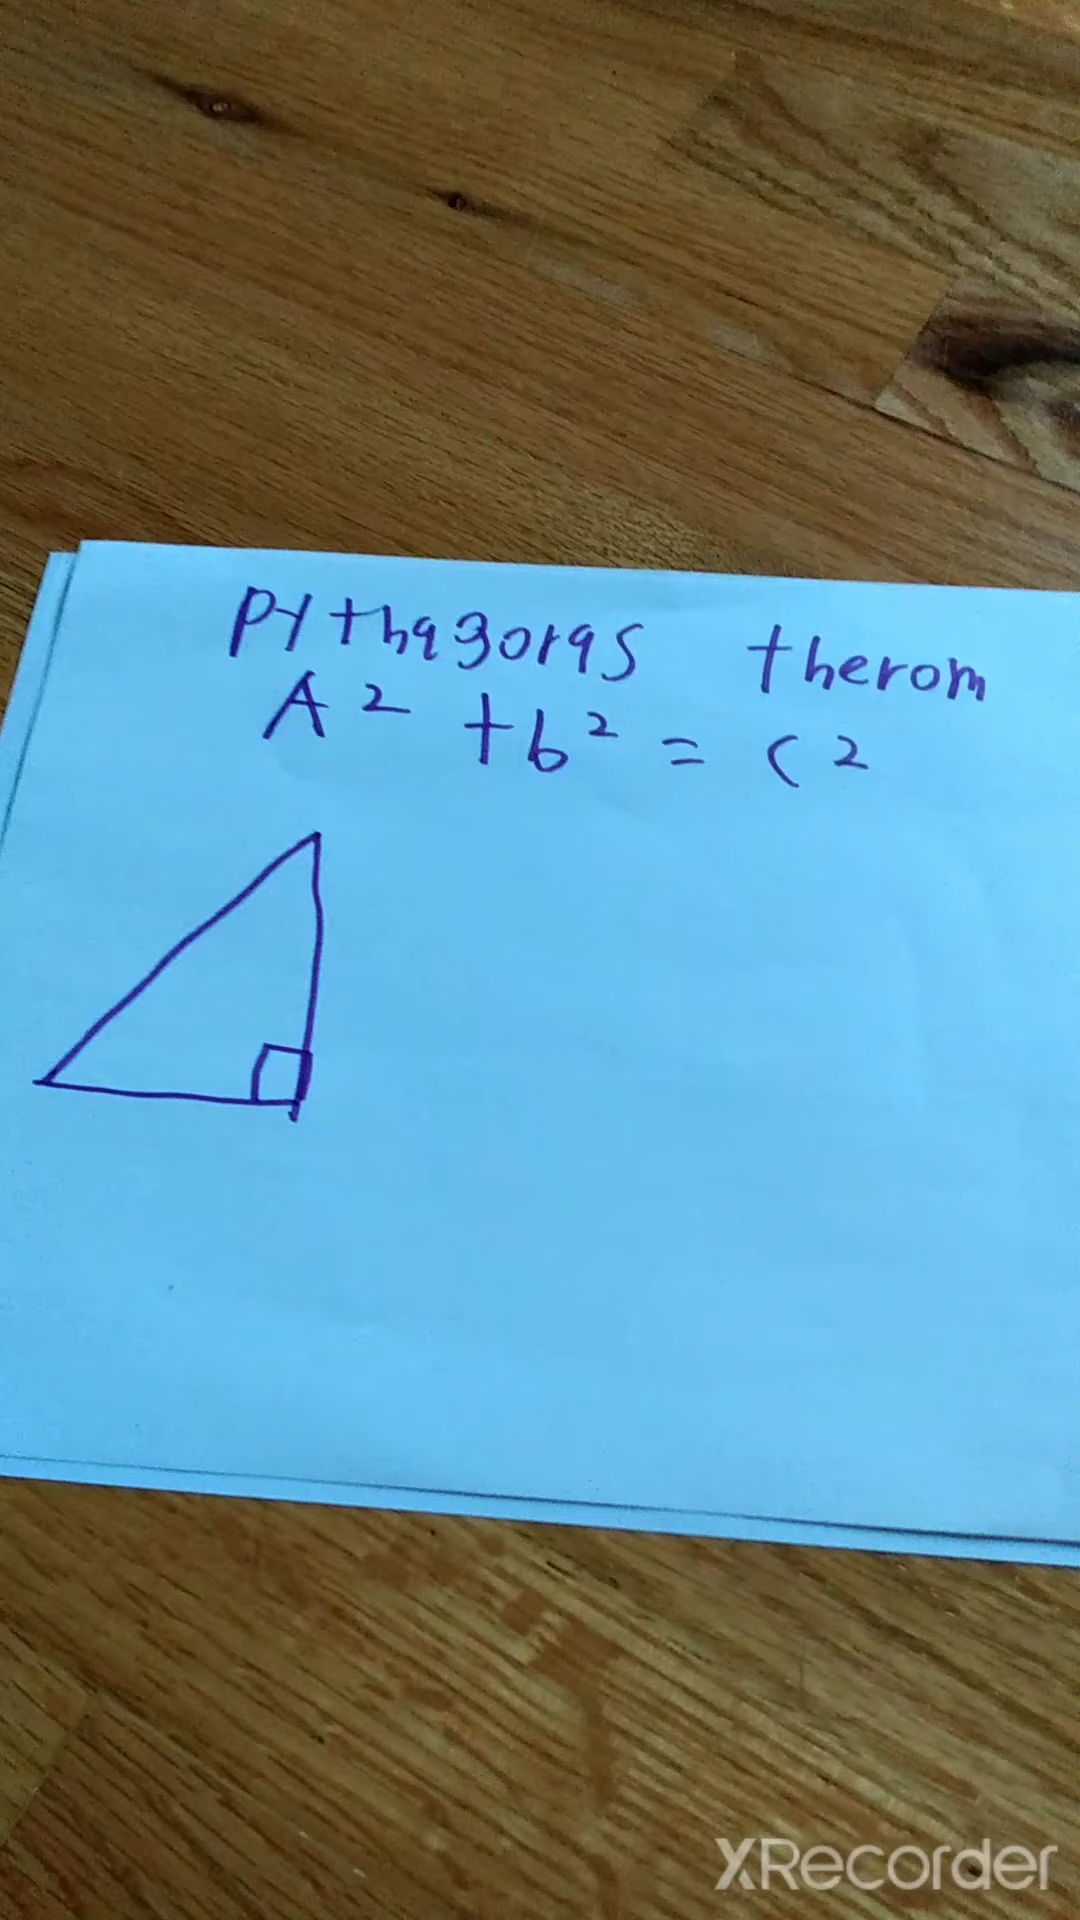 Pythagoras therom
A² + b² = c²
XRecorder